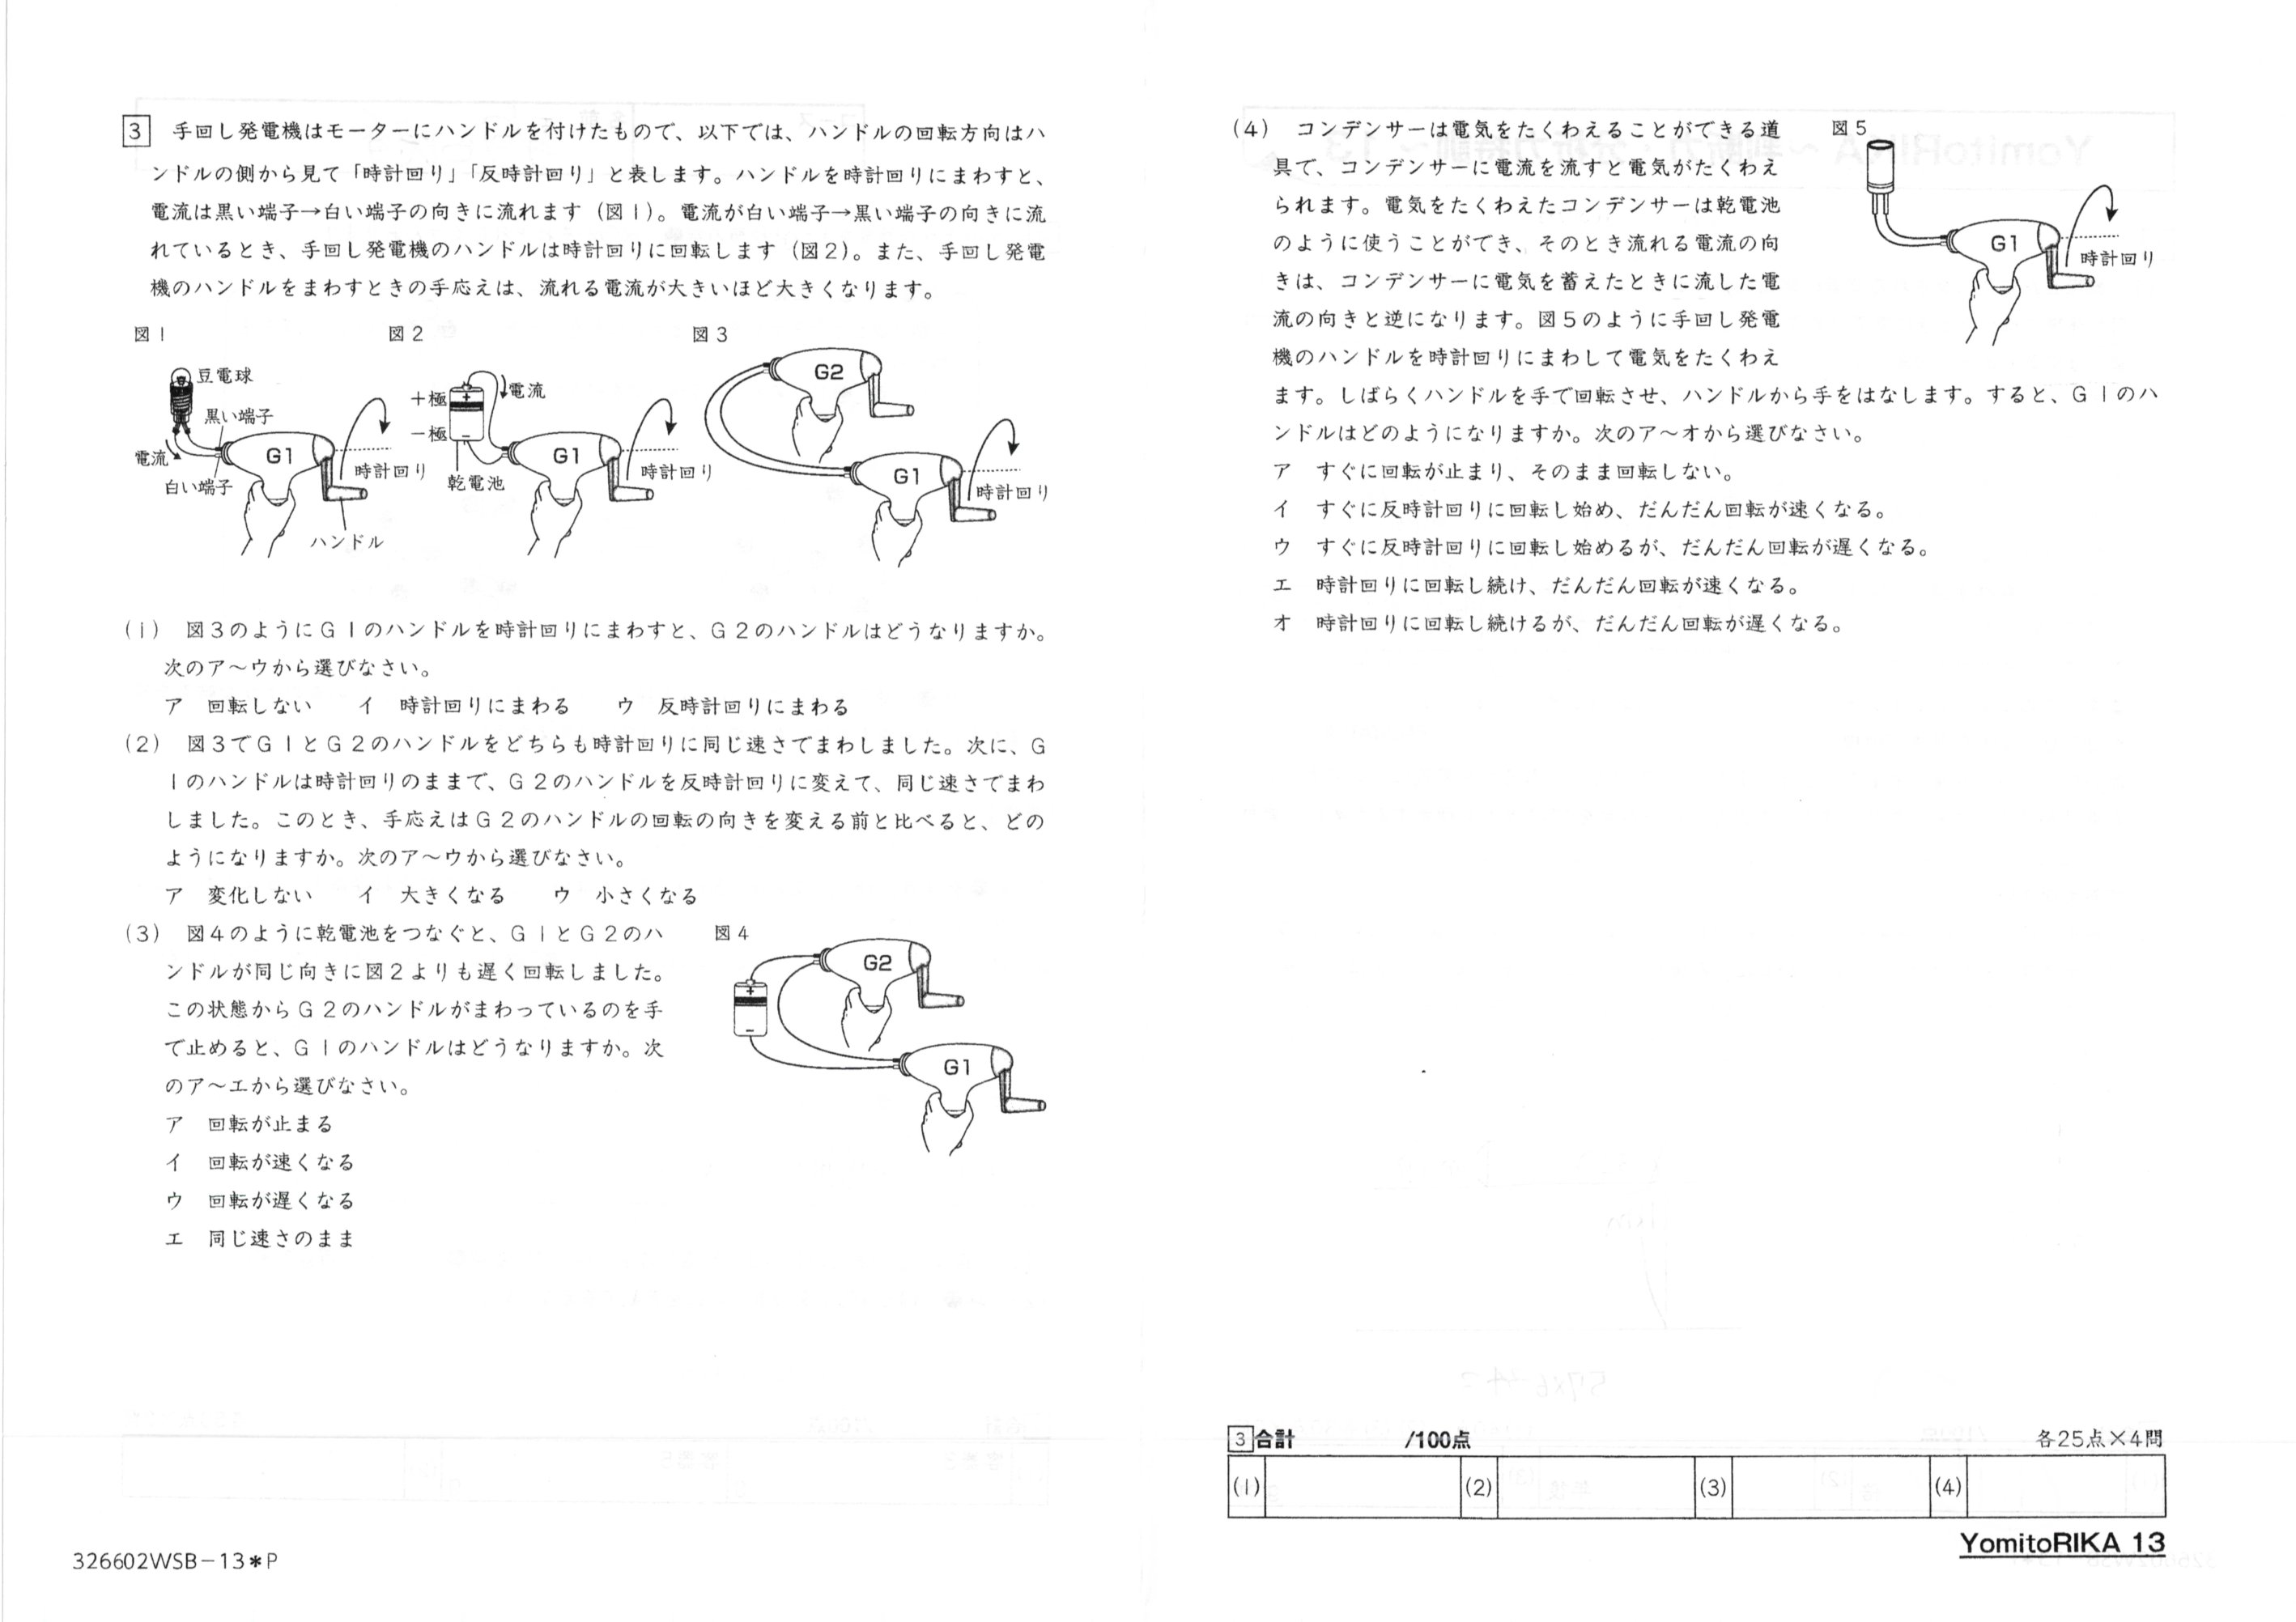 3 手回し発電機はモーターにハンドルを付けたもので、以下では、ハンドルの回転方向はハ
ンドルの側から見て「時計回り」「反時計回り」と表します。ハンドルを時計回りにまわすと、
電流は黒い端子→白い端子の向きに流れます(図1)。電流が白い端子→黒い端子の向きに流
れているとき、手回し発電機のハンドルは時計回りに回転します(図2)。また、手回し発電
機のハンドルをまわすときの手応えは、流れる電流が大きいほど大きくなります。
図1
豆電球
黒い端子
電流
白い端子
G1
時計回り
ハンドル
図2
+極
-極
電流
乾電池
G1
時計回り
図3
G2
G1
時計回り
(1) 図3のようにG1のハンドルを時計回りにまわすと、G2のハンドルはどうなりますか。
次のア~ウから選びなさい。
ア 回転しない イ 時計回りにまわる ウ 反時計回りにまわる
(2) 図3でG1とG2のハンドルをどちらも時計回りに同じ速さでまわしました。次に、G
1のハンドルは時計回りのままで、G2のハンドルを反時計回りに変えて、同じ速さでまわ
しました。このとき、手応えはG2のハンドルの回転の向きを変える前と比べると、どの
ようになりますか。次のア~ウから選びなさい。
ア 変化しない イ 大きくなる ウ 小さくなる
(3) 図4のように乾電池をつなぐと、G1とG2のハ
ンドルが同じ向きに図2よりも遅く回転しました。
この状態からG2のハンドルがまわっているのを手
で止めると、G1のハンドルはどうなりますか。次
のア~エから選びなさい。
ア 回転が止まる
イ 回転が速くなる
ウ 回転が遅くなる
エ 同じ速さのまま
図4
+
-
G2
G1
326602WSB-13*P
(4) コンデンサーは電気をたくわえることができる道
具で、コンデンサーに電流を流すと電気がたくわえ
られます。電気をたくわえたコンデンサーは乾電池
のように使うことができ、そのとき流れる電流の向
きは、コンデンサーに電気を蓄えたときに流した電
流の向きと逆になります。図5のように手回し発電
機のハンドルを時計回りにまわして電気をたくわえ
ます。しばらくハンドルを手で回転させ、ハンドルから手をはなします。すると、G1のハ
ンドルはどのようになりますか。次のア~オから選びなさい。
ア すぐに回転が止まり、そのまま回転しない。
イ すぐに反時計回りに回転し始め、だんだん回転が速くなる。
ウ すぐに反時計回りに回転し始めるが、だんだん回転が遅くなる。
エ 時計回りに回転し続け、だんだん回転が速くなる。
オ 時計回りに回転し続けるが、だんだん回転が遅くなる。
図5
G1
時計回り
3 合計 /100点 各25点×4問
(1) (2) (3) (4)
YomitoRIKA 13